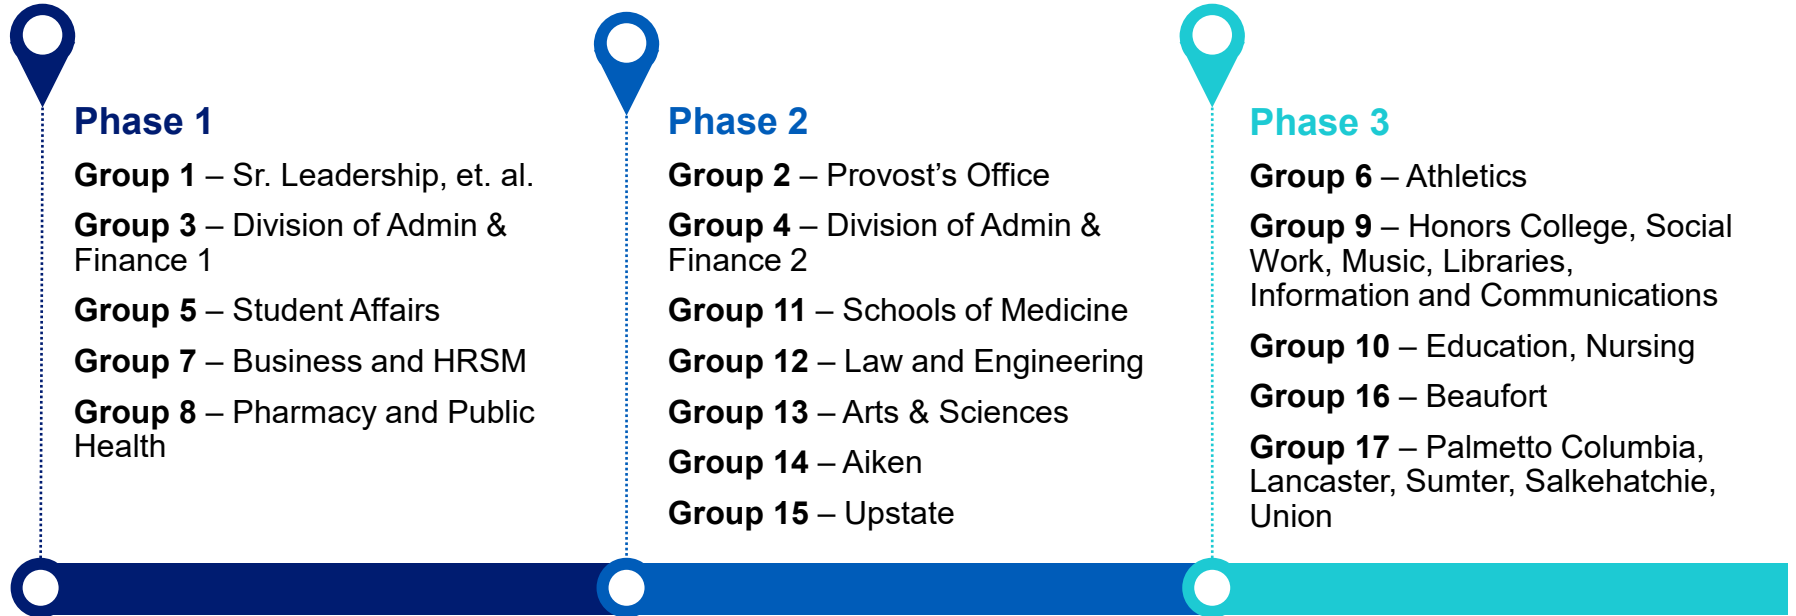 Phase 1
Group 1 – Sr. Leadership, et. al.
Group 3 – Division of Admin &
Finance 1
Group 5 – Student Affairs
Group 7 – Business and HRSM
Group 8 – Pharmacy and Public
Health
Phase 2
Group 2 – Provost’s Office
Group 4 – Division of Admin &
Finance 2
Group 11 – Schools of Medicine
Group 12 – Law and Engineering
Group 13 – Arts & Sciences
Group 14 – Aiken
Group 15 – Upstate
Phase 3
Group 6 – Athletics
Group 9 – Honors College, Social
Work, Music, Libraries,
Information and Communications
Group 10 – Education, Nursing
Group 16 – Beaufort
Group 17 – Palmetto Columbia,
Lancaster, Sumter, Salkehatchie,
Union